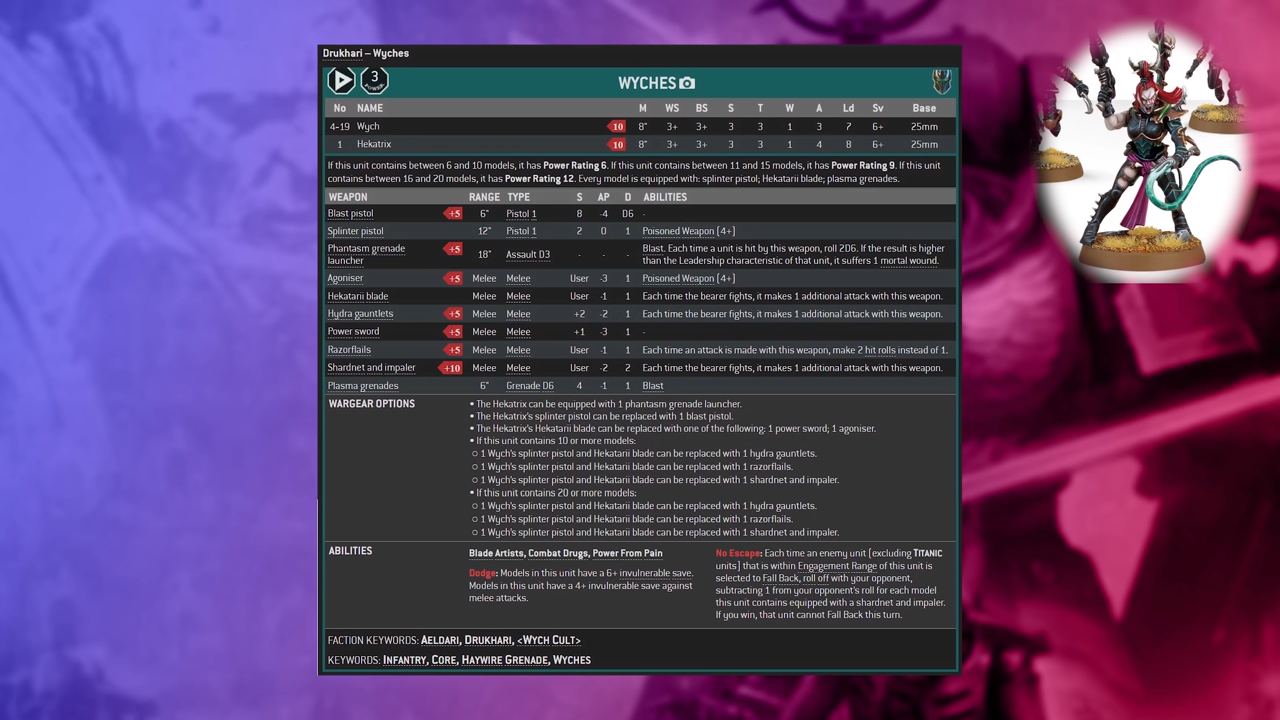 Drukhari – Wyches
3
POWER
WYCHES
No NAME M WS BS S T W A Ld Sv Base
4-19 Wych 10 8" 3+ 3+ 3 3 1 3 7 6+ 25mm
1 Hekatrix 10 8" 3+ 3+ 3 3 1 4 8 6+ 25mm
If this unit contains between 6 and 10 models, it has Power Rating 6. If this unit contains between 11 and 15 models, it has Power Rating 9. If this unit
contains between 16 and 20 models, it has Power Rating 12. Every model is equipped with: splinter pistol; Hekatarii blade; plasma grenades.
WEAPON RANGE TYPE S AP D ABILITIES
Blast pistol +5 6" Pistol 1 8 -4 D6 -
Splinter pistol 12" Pistol 1 2 0 1 Poisoned Weapon (4+)
Phantasm grenade launcher +5 18" Assault D3 - - - Blast. Each time a unit is hit by this weapon, roll 2D6. If the result is higher
than the Leadership characteristic of that unit, it suffers 1 mortal wound.
Agoniser +5 Melee Melee User -3 1 Poisoned Weapon (4+)
Hekatarii blade Melee Melee User -1 1 Each time the bearer fights, it makes 1 additional attack with this weapon.
Hydra gauntlets +5 Melee Melee +2 -2 1 Each time the bearer fights, it makes 1 additional attack with this weapon.
Power sword +5 Melee Melee +1 -3 1 -
Razorflails +5 Melee Melee User -1 1 Each time an attack is made with this weapon, make 2 hit rolls instead of 1.
Shardnet and impaler +10 Melee Melee User -2 2 Each time the bearer fights, it makes 1 additional attack with this weapon.
Plasma grenades 6" Grenade D6 4 -1 1 Blast
WARGEAR OPTIONS
• The Hekatrix can be equipped with 1 phantasm grenade launcher.
• The Hekatrix's splinter pistol can be replaced with 1 blast pistol.
• The Hekatrix's Hekatarii blade can be replaced with one of the following: 1 power sword; 1 agoniser.
• If this unit contains 10 or more models:
○ 1 Wych's splinter pistol and Hekatarii blade can be replaced with 1 hydra gauntlets.
○ 1 Wych's splinter pistol and Hekatarii blade can be replaced with 1 razorflails.
○ 1 Wych's splinter pistol and Hekatarii blade can be replaced with 1 shardnet and impaler.
• If this unit contains 20 or more models:
○ 1 Wych's splinter pistol and Hekatarii blade can be replaced with 1 hydra gauntlets.
○ 1 Wych's splinter pistol and Hekatarii blade can be replaced with 1 razorflails.
○ 1 Wych's splinter pistol and Hekatarii blade can be replaced with 1 shardnet and impaler.
ABILITIES
Blade Artists, Combat Drugs, Power From Pain
Dodge: Models in this unit have a 6+ invulnerable save.
Models in this unit have a 4+ invulnerable save against
melee attacks.
No Escape: Each time an enemy unit (excluding TITANIC
units) that is within Engagement Range of this unit is
selected to Fall Back, roll off with your opponent,
subtracting 1 from your opponent's roll for each model
this unit contains equipped with a shardnet and impaler.
If you win, that unit cannot Fall Back this turn.
FACTION KEYWORDS: AELDARI, DRUKHARI, <WYCH CULT>
KEYWORDS: INFANTRY, CORE, HAYWIRE GRENADE, WYCHES